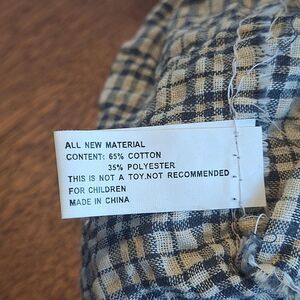 ALL NEW MATERIAL
CONTENT: 65% COTTON
35% POLYESTER
THIS IS NOT A TOY.NOT RECOMMENDED
FOR CHILDREN
MADE IN CHINA